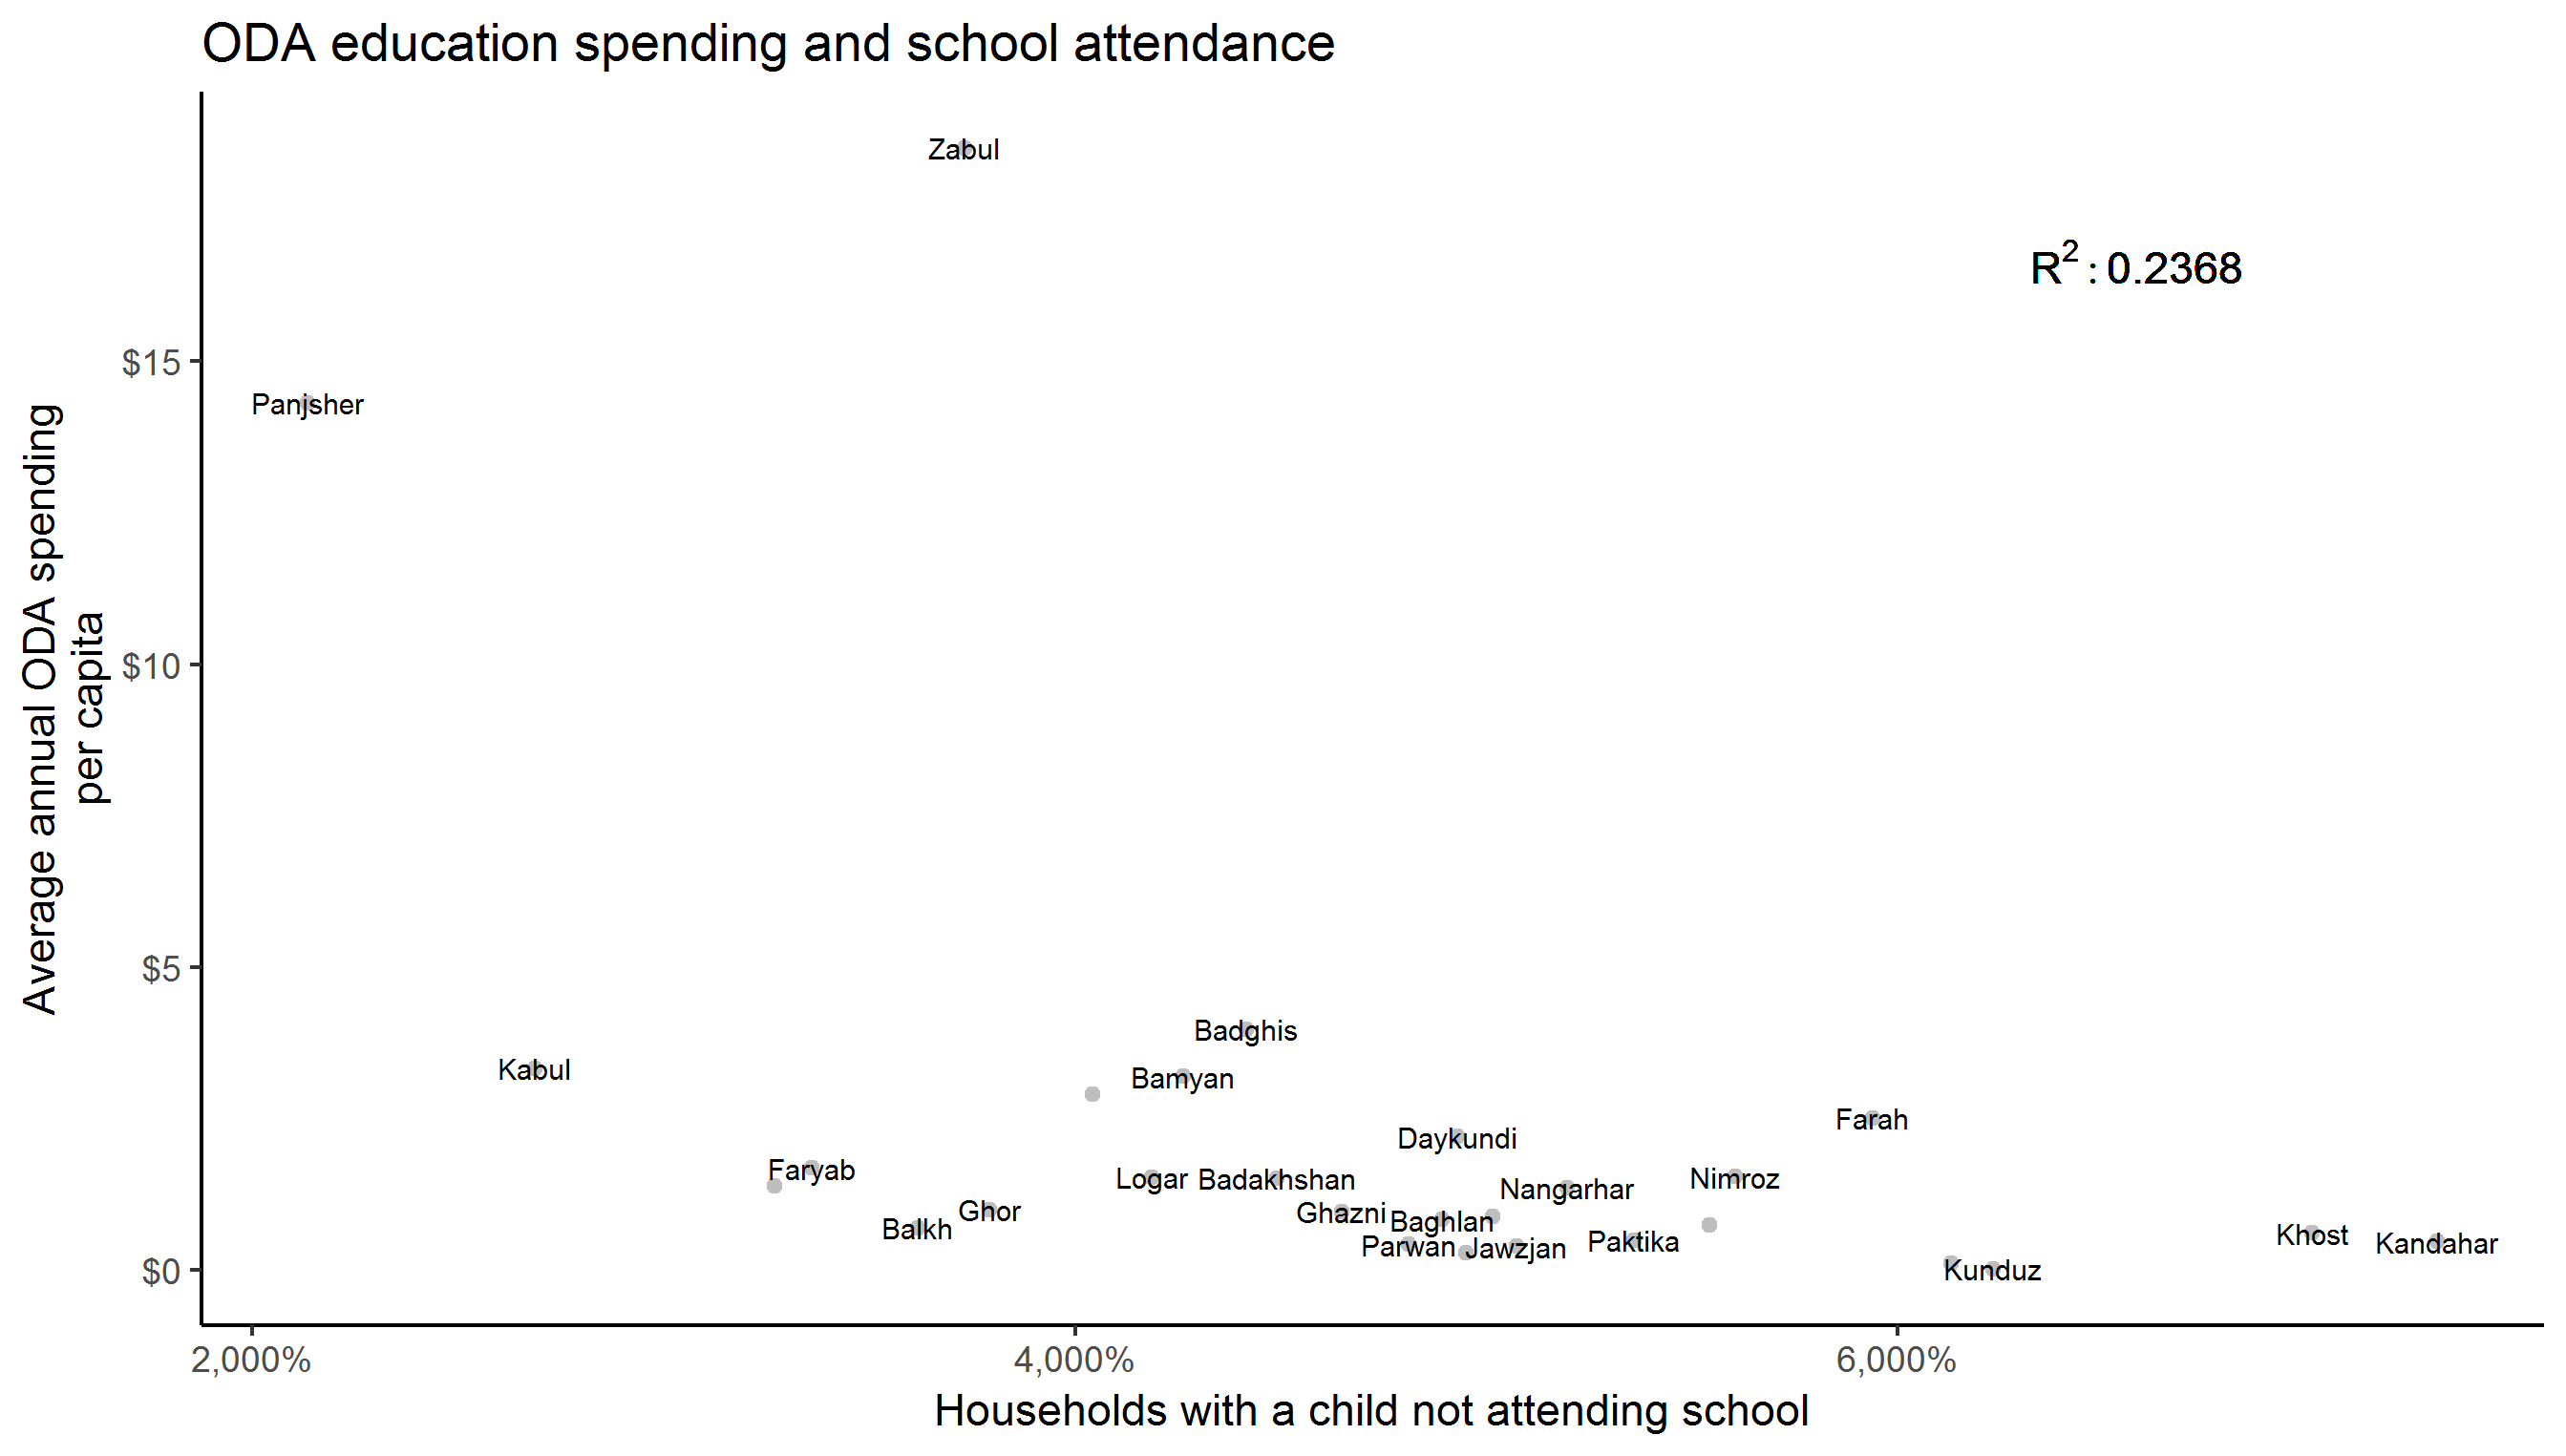 ODA education spending and school attendance
Zabul
R² : 0.2368
$15
Panjsher
Average annual ODA spending
per capita
$10
$5
Badghis
Kabul
Bamyan
Farah
Daykundi
Faryab
Logar
Badakhshan
Nimroz
Nangarhar
Ghor
Ghazni
Baghlan
Balkh
Khost
Paktika
Kandahar
Parwan
Jawzjan
$0
Kunduz
2,000%
4,000%
6,000%
Households with a child not attending school